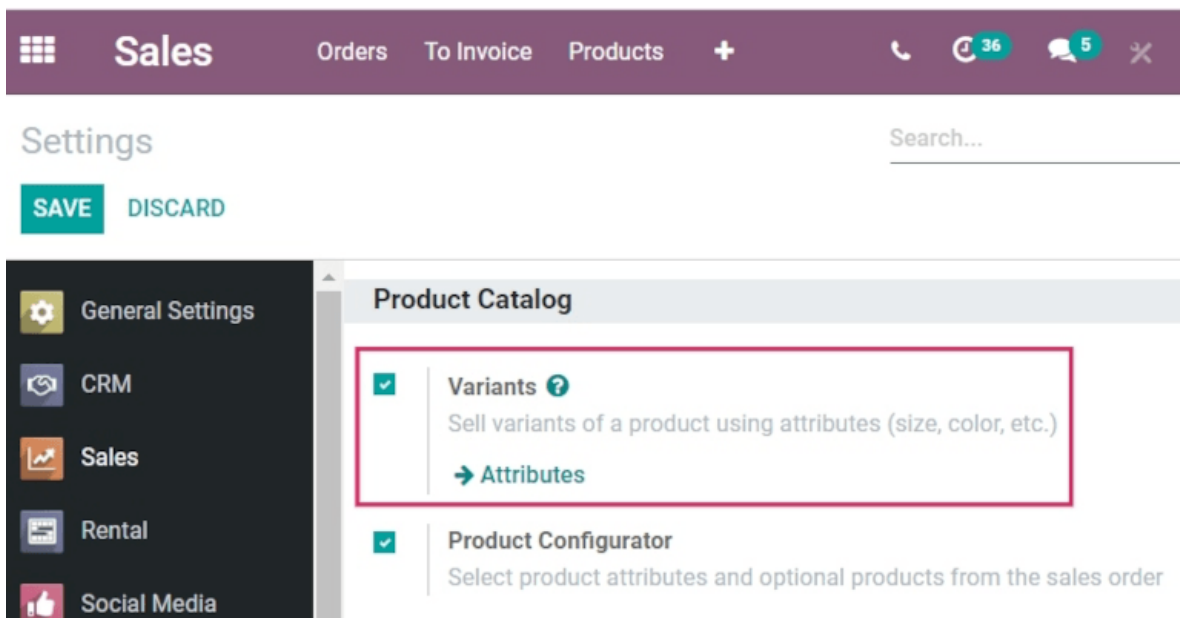 Sales Orders To Invoice Products + 36 5
Settings Search...
SAVE DISCARD
General Settings
CRM
Sales
Rental
Social Media
Product Catalog
Variants ?
Sell variants of a product using attributes (size, color, etc.)
→ Attributes
Product Configurator
Select product attributes and optional products from the sales order